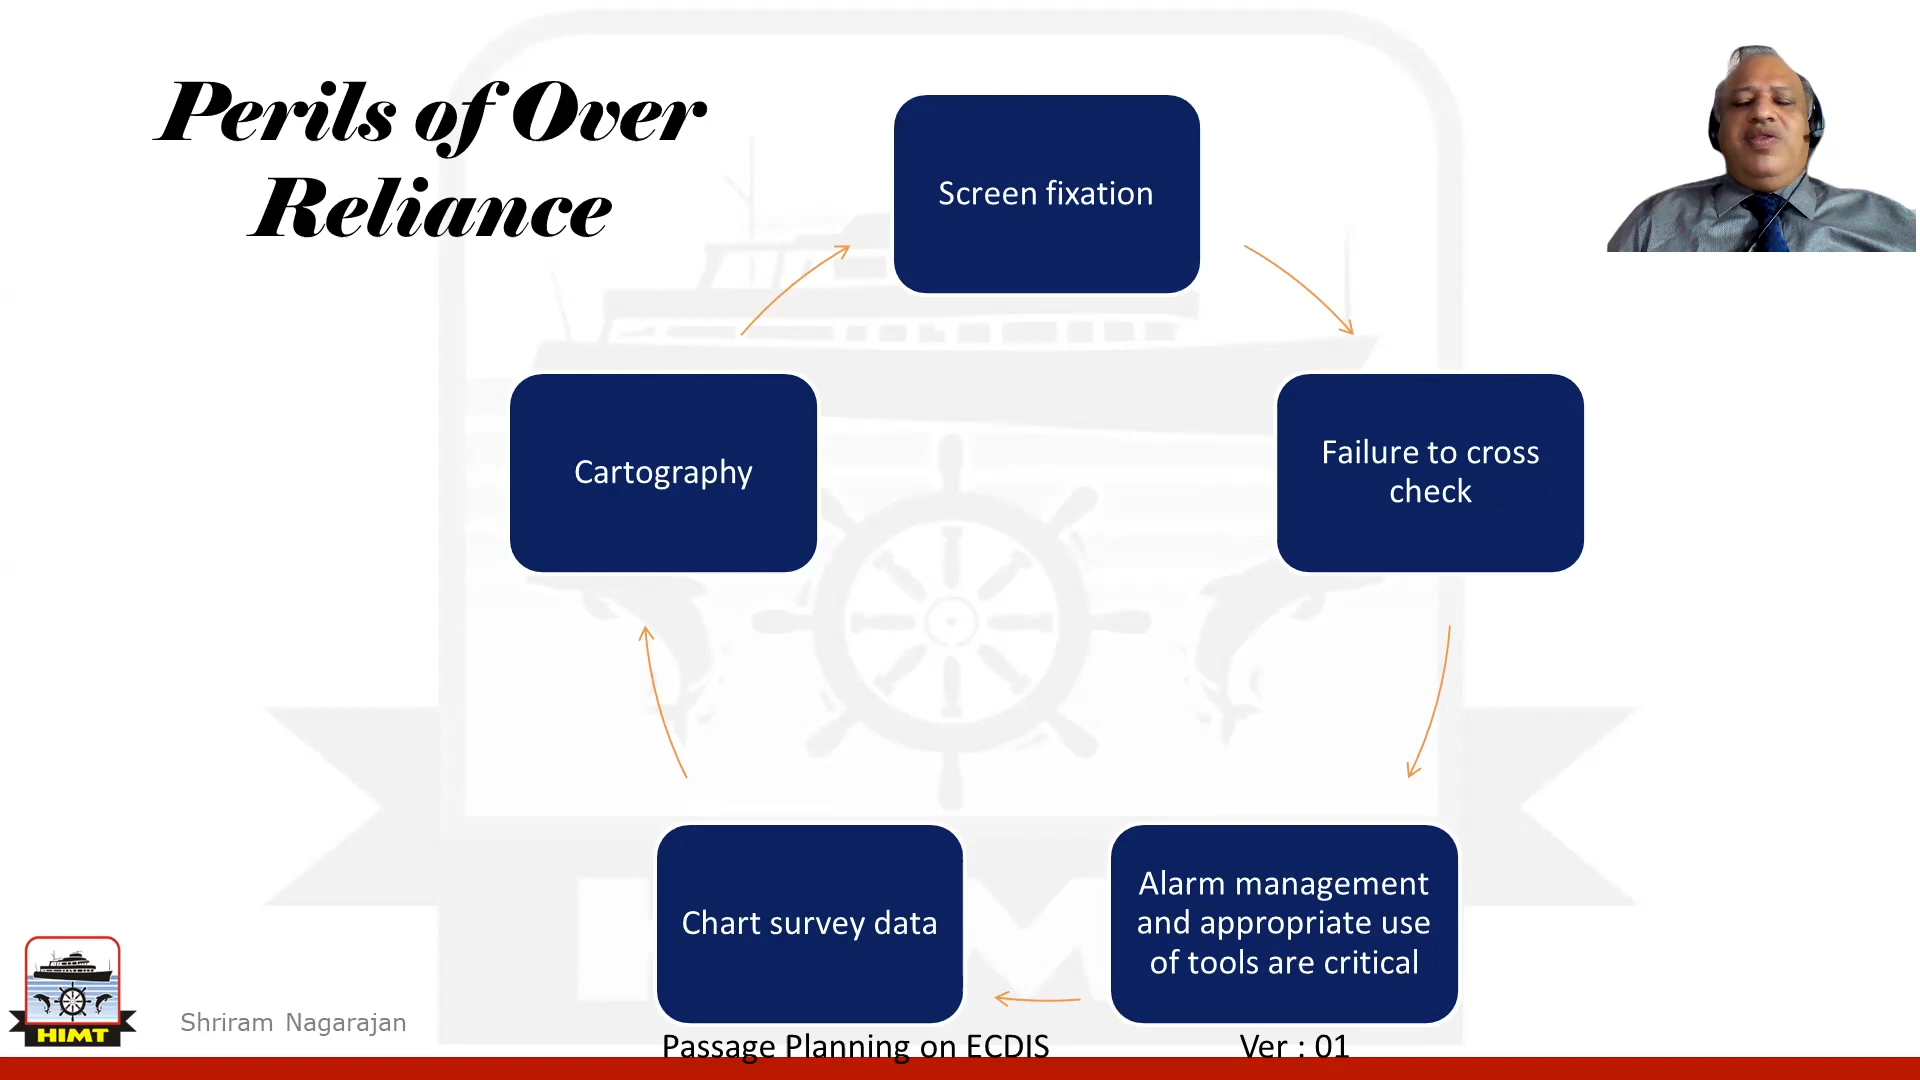 Perils of Over
Reliance
Screen fixation
Cartography
Failure to cross
check
Chart survey data
Alarm management
and appropriate use
of tools are critical
HIMT
Shriram Nagarajan
Passage Planning on ECDIS
Ver : 01